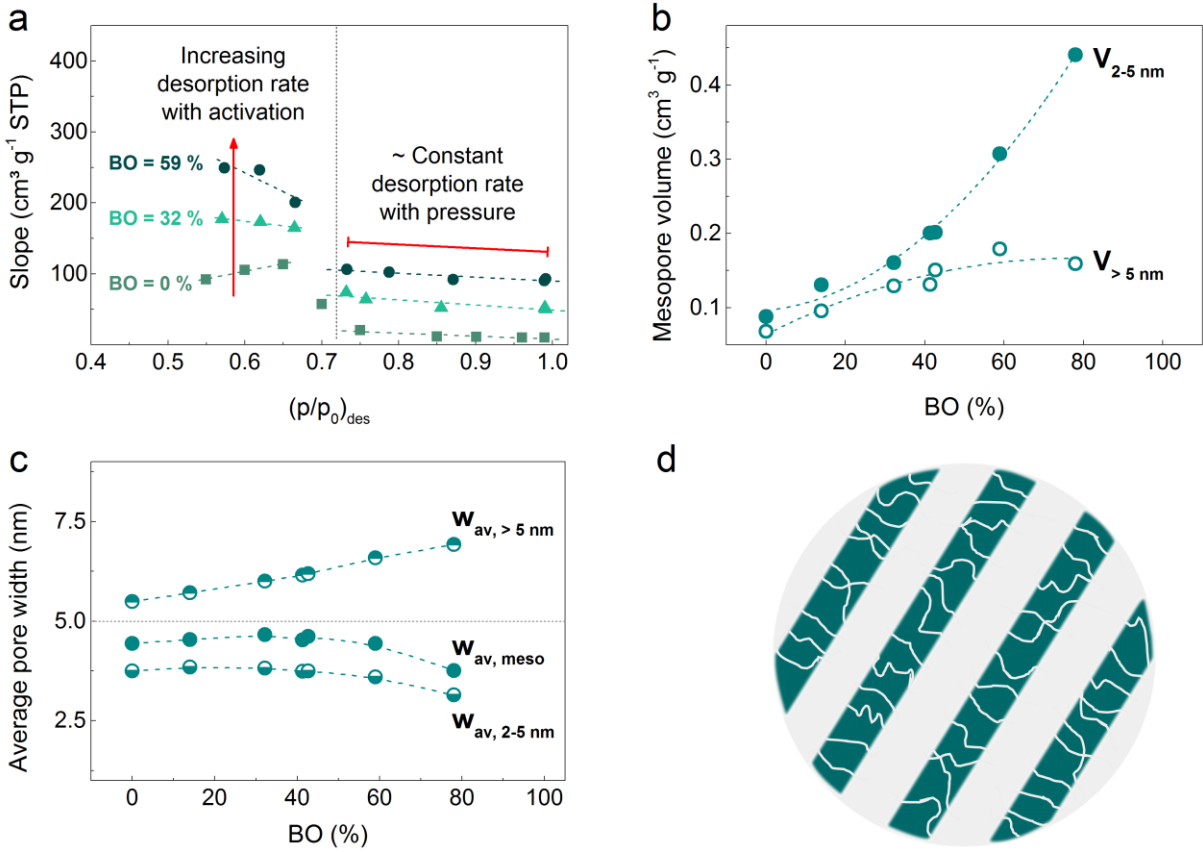 a
Slope (cm³ g⁻¹ STP)
400
300
250
200
100
Increasing
desorption rate
with activation
BO = 59 %
BO = 32 %
BO = 0 %
~ Constant
desorption rate
with pressure
0.4 0.5 0.6 0.7 0.8 0.9 1.0
(p/p₀)des
b
Mesopore volume (cm³ g⁻¹)
0.4
0.3
0.2
0.1
V2-5 nm
V> 5 nm
0 20 40 60 80 100
BO (%)
c
Average pore width (nm)
7.5
5.0
2.5
wav, > 5 nm
wav, meso
wav, 2-5 nm
0 20 40 60 80 100
BO (%)
d